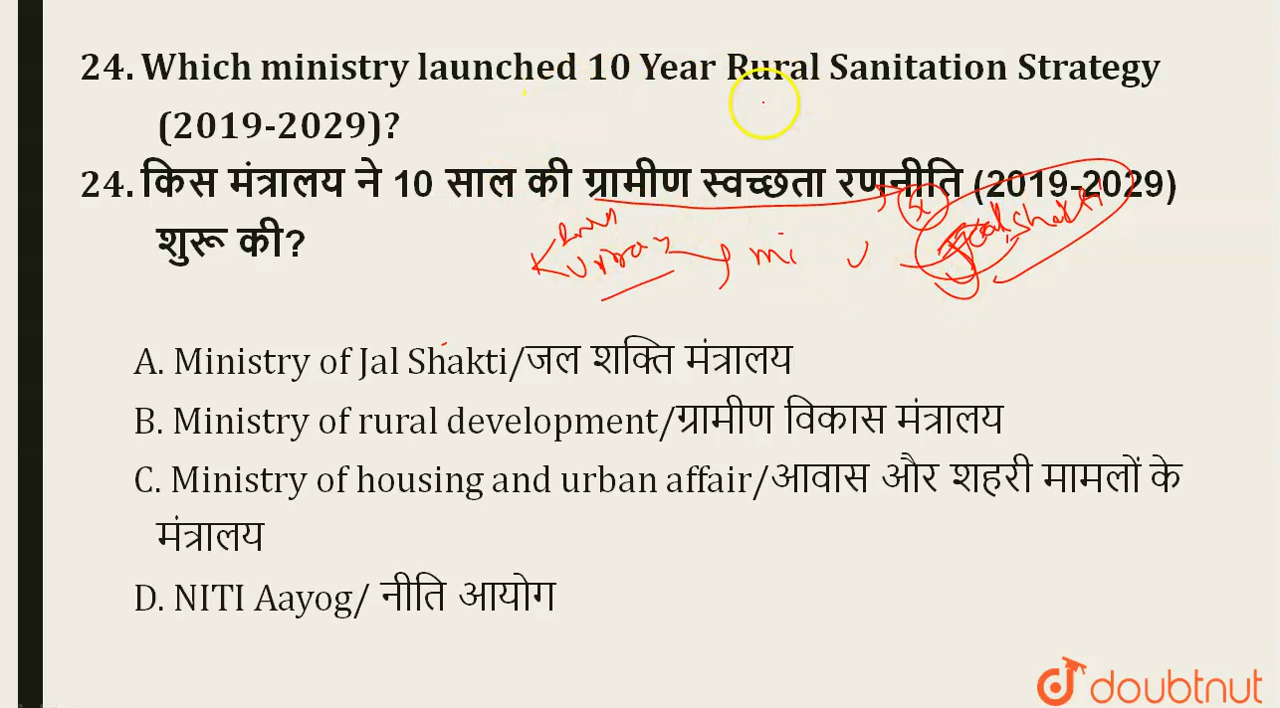 24. Which ministry launched 10 Year Rural Sanitation Strategy
(2019-2029)?
24. किस मंत्रालय ने 10 साल की ग्रामीण स्वच्छता रणनीति (2019-2029)
शुरू की?
Jal Shakti
A. Ministry of Jal Shakti/जल शक्ति मंत्रालय
B. Ministry of rural development/ग्रामीण विकास मंत्रालय
C. Ministry of housing and urban affair/आवास और शहरी मामलों के
मंत्रालय
D. NITI Aayog/ नीति आयोग
doubtnut